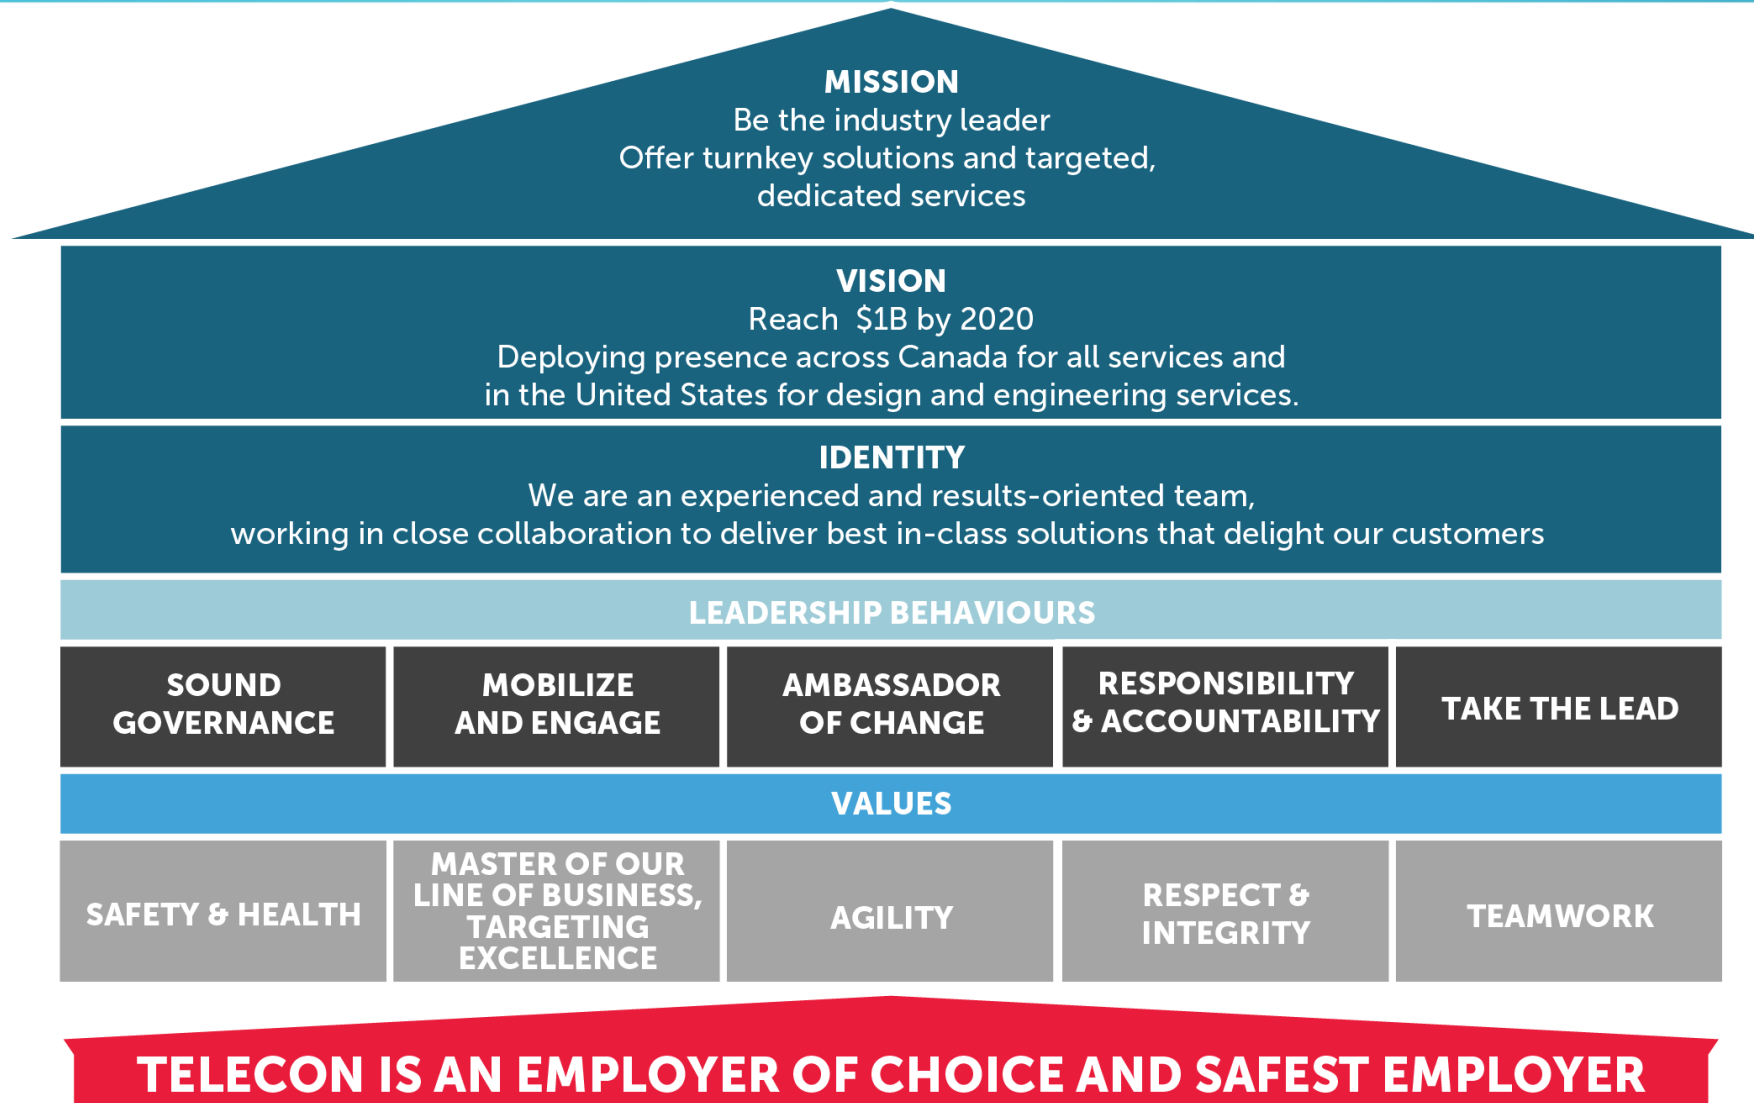 MISSION
Be the industry leader
Offer turnkey solutions and targeted,
dedicated services
VISION
Reach  $1B by 2020
Deploying presence across Canada for all services and
in the United States for design and engineering services.
IDENTITY
We are an experienced and results-oriented team,
working in close collaboration to deliver best in-class solutions that delight our customers
LEADERSHIP BEHAVIOURS
SOUND
GOVERNANCE
MOBILIZE
AND ENGAGE
AMBASSADOR
OF CHANGE
RESPONSIBILITY
& ACCOUNTABILITY
TAKE THE LEAD
VALUES
SAFETY & HEALTH
MASTER OF OUR
LINE OF BUSINESS,
TARGETING
EXCELLENCE
AGILITY
RESPECT &
INTEGRITY
TEAMWORK
TELECON IS AN EMPLOYER OF CHOICE AND SAFEST EMPLOYER